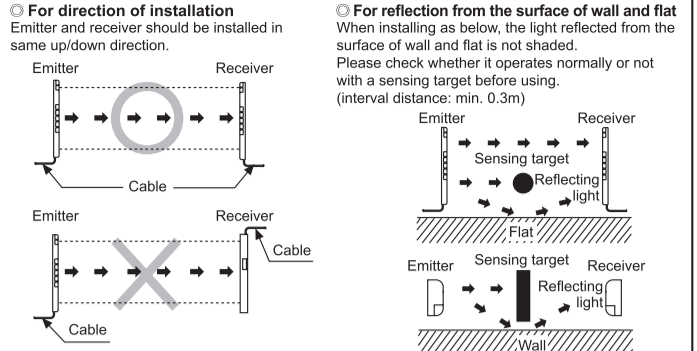 ◎ For direction of installation
Emitter and receiver should be installed in
same up/down direction.
Emitter Receiver
Cable
Emitter Receiver
Cable
Cable
◎ For reflection from the surface of wall and flat
When installing as below, the light reflected from the
surface of wall and flat is not shaded.
Please check whether it operates normally or not
with a sensing target before using.
(interval distance: min. 0.3m)
Emitter Receiver
Sensing target
Reflecting
light
Flat
Emitter Sensing target Receiver
Reflecting
light
Wall